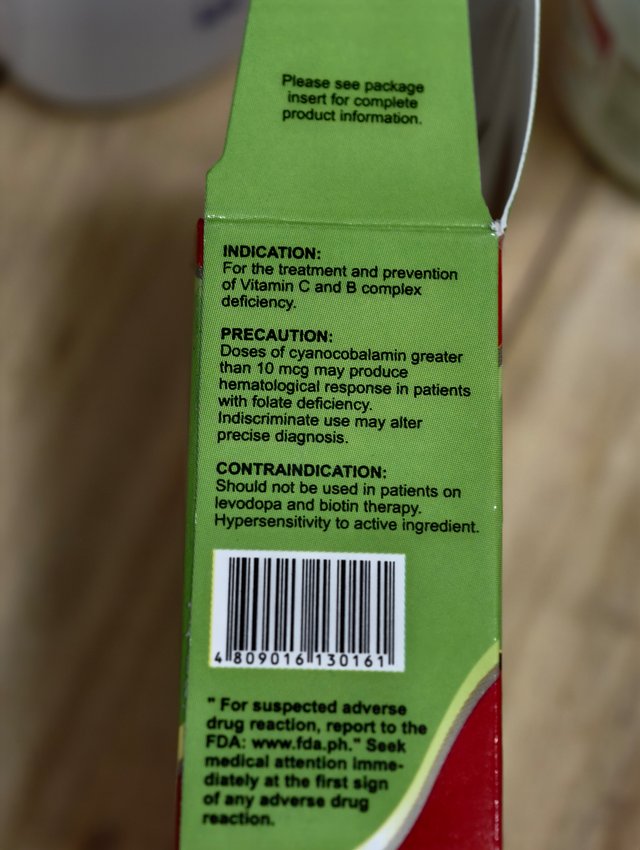 Please see package
insert for complete
product information.
INDICATION:
For the treatment and prevention
of Vitamin C and B complex
deficiency.
PRECAUTION:
Doses of cyanocobalamin greater
than 10 mcg may produce
hematological response in patients
with folate deficiency.
Indiscriminate use may alter
precise diagnosis.
CONTRAINDICATION:
Should not be used in patients on
levodopa and biotin therapy.
Hypersensitivity to active ingredient.
4 809016 130161
" For suspected adverse
drug reaction, report to the
FDA: www.fda.ph." Seek
medical attention imme-
diately at the first sign
of any adverse drug
reaction.